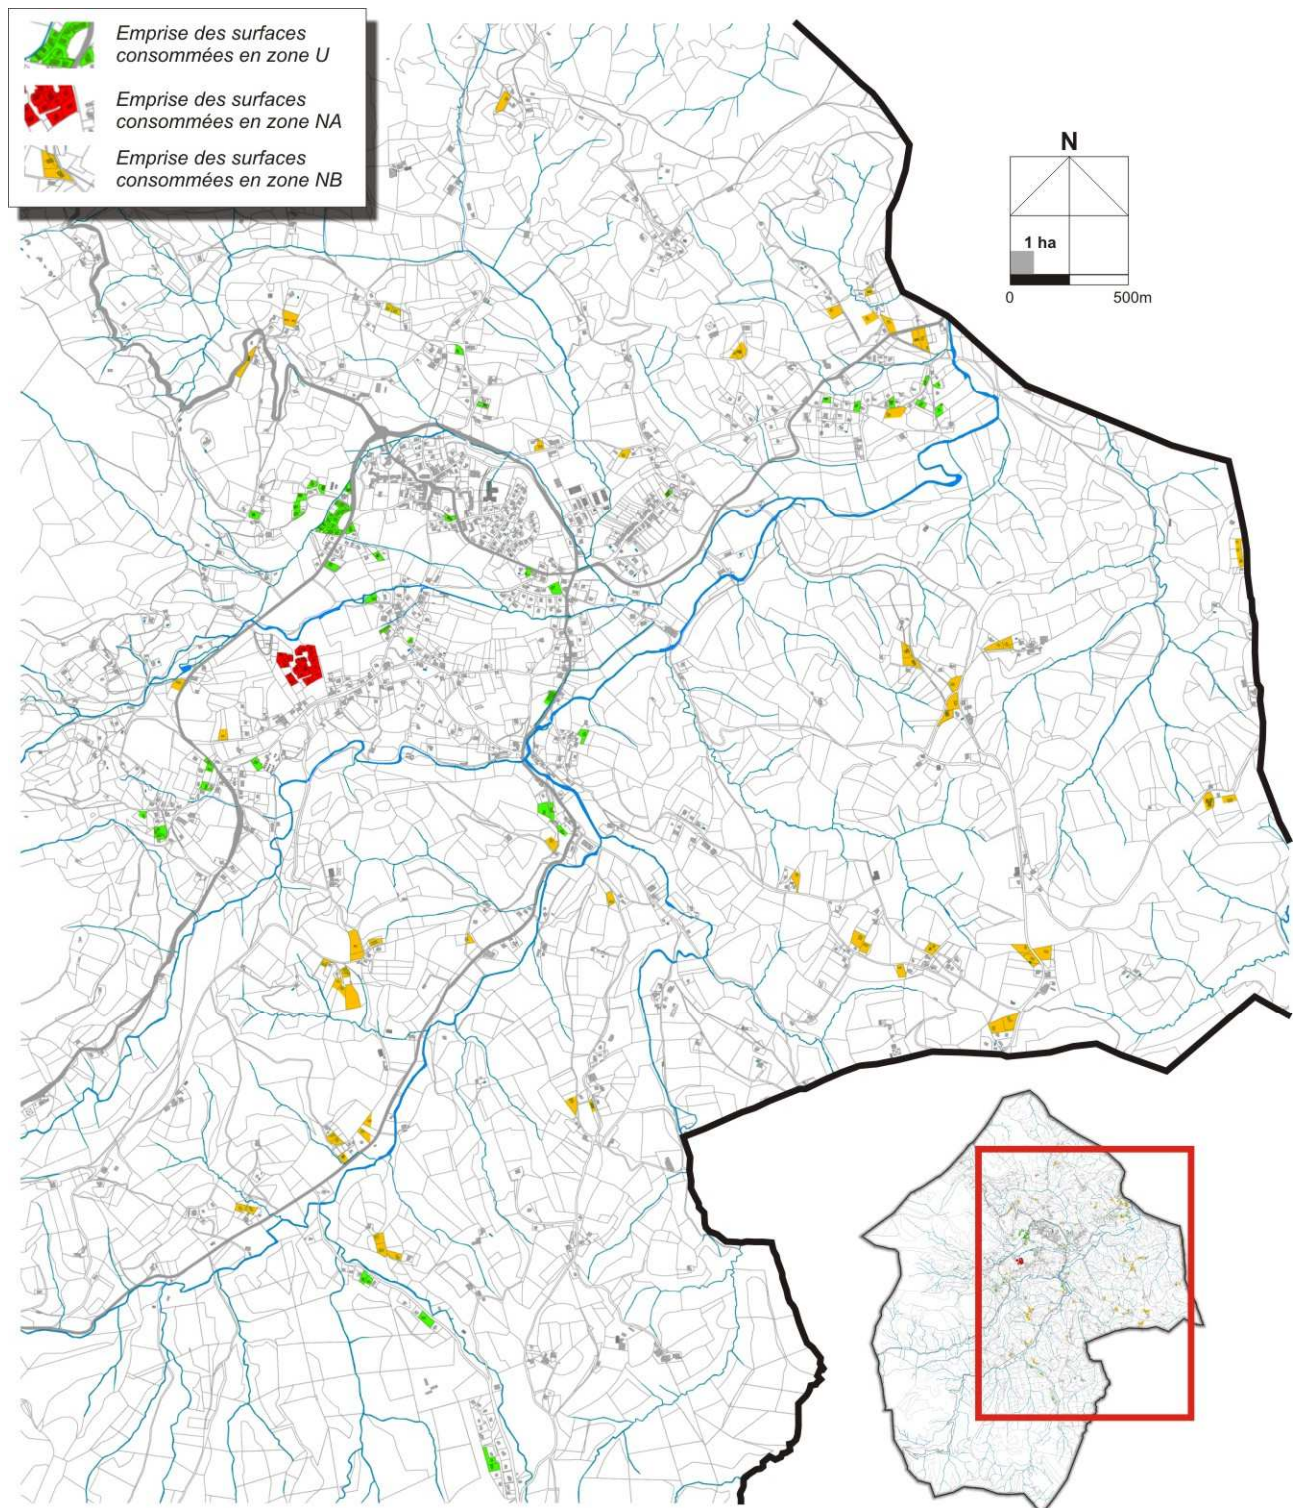 Emprise des surfaces
consommées en zone U
Emprise des surfaces
consommées en zone NA
Emprise des surfaces
consommées en zone NB
N
1 ha
0 500m